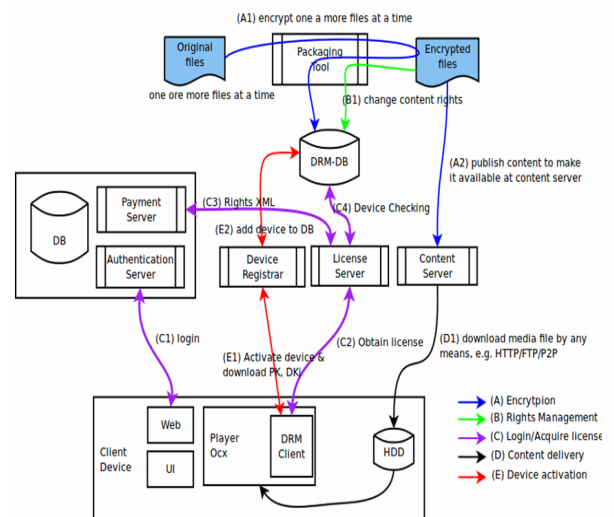 (A1) encrypt one a more files at a time
Original
files
Packaging
Tool
Encrypted
files
one ore more files at a time
(B1) change content rights
DRM-DB
(A2) publish content to make
it available at content server
Payment
Server
(C3) Rights XML
(C4) Device Checking
DB
(E2) add device to DB
Authentication
Server
Device
Registrar
License
Server
Content
Server
(C1) login
(C2) Obtain license
(D1) download media file by any
means, e.g. HTTP/FTP/P2P
(E1) Activate device &
download PK, DKI
(A) Encrytpion
(B) Rights Management
(C) Login/Acquire license
(D) Content delivery
(E) Device activation
Client
Device
Web
UI
Player
Ocx
DRM
Client
HDD